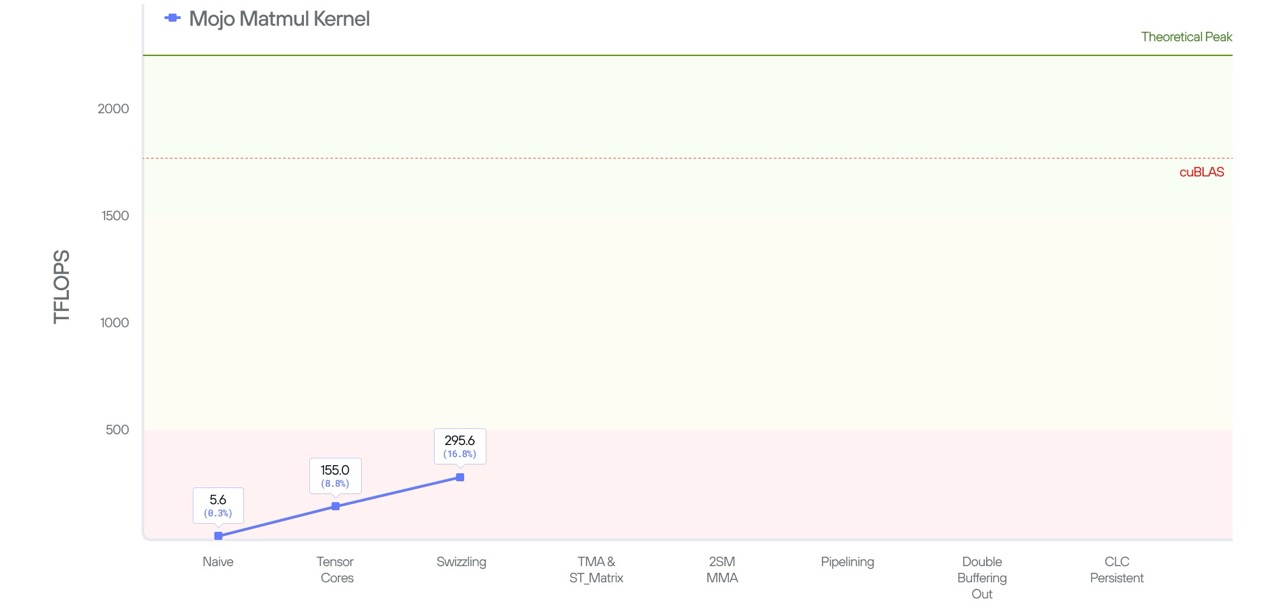 Mojo Matmul Kernel
Theoretical Peak
2000
cuBLAS
1500
TFLOPS
1000
500
295.6
(16.8%)
155.0
(8.8%)
5.6
(0.3%)
Naive
Tensor
Cores
Swizzling
TMA &
ST_Matrix
2SM
MMA
Pipelining
Double
Buffering
Out
CLC
Persistent